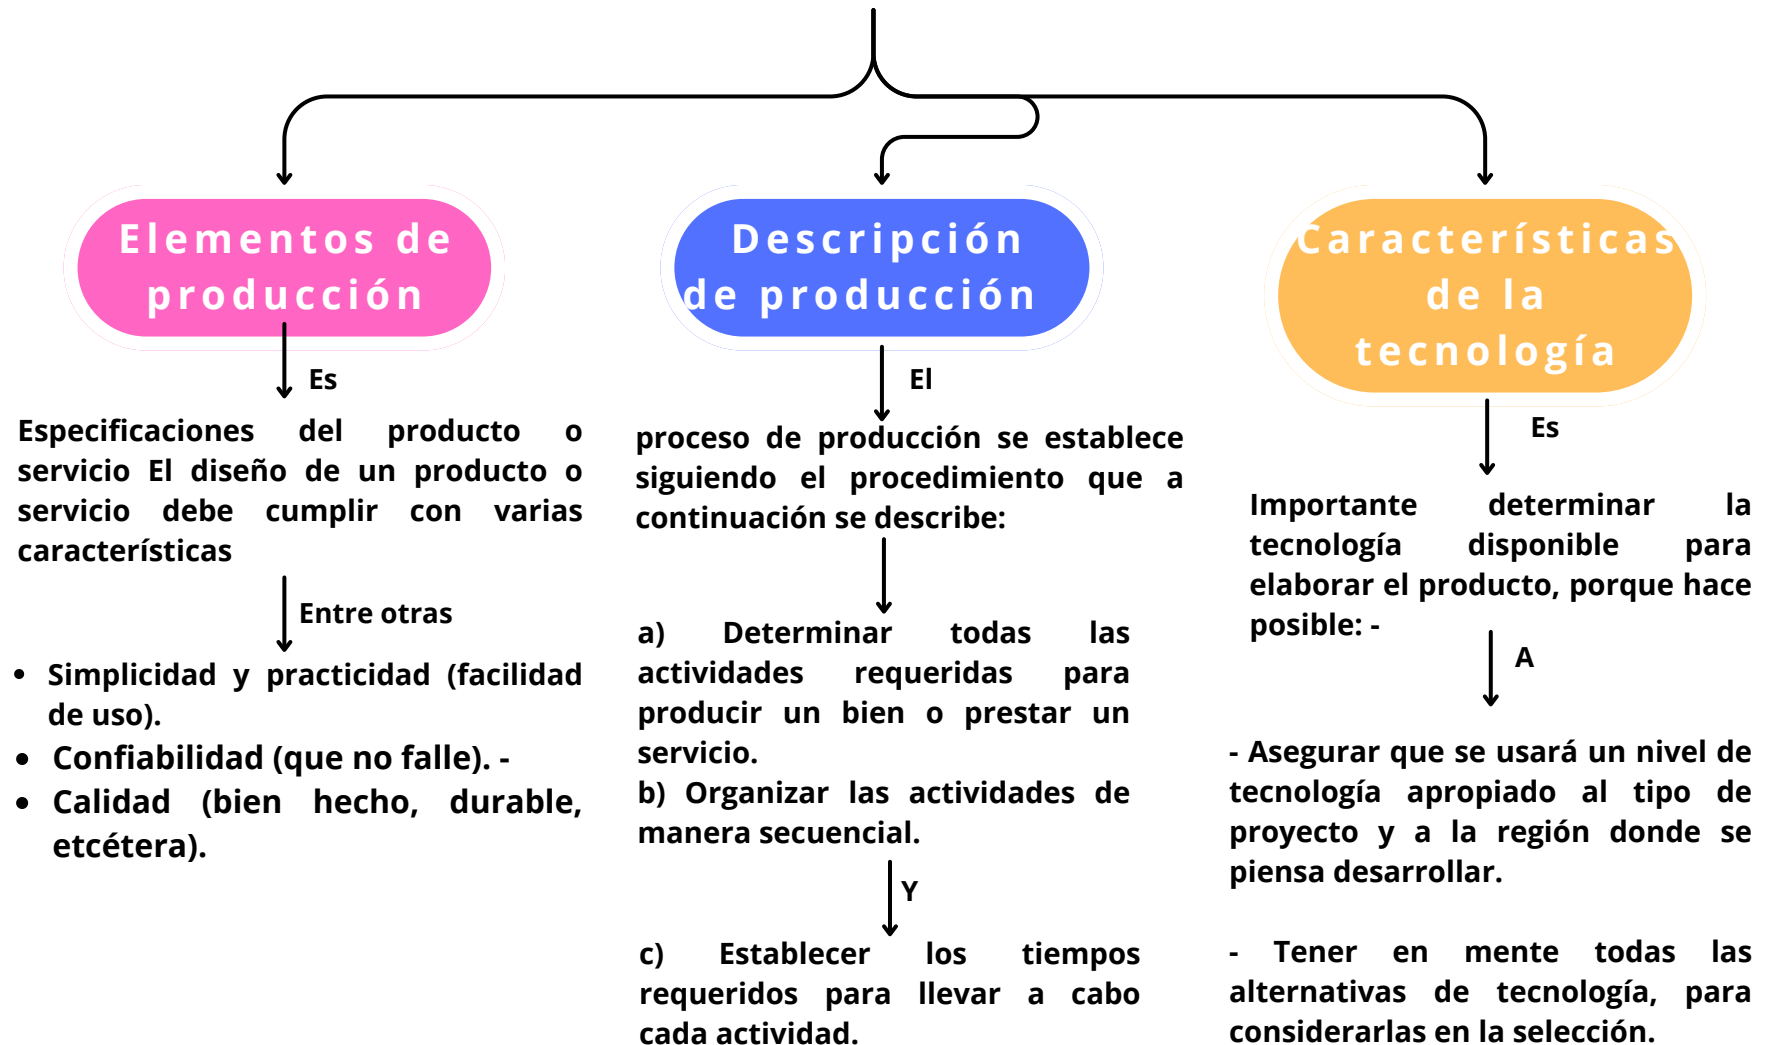 Elementos de
producción
Es
Especificaciones del producto o
servicio El diseño de un producto o
servicio debe cumplir con varias
características
Entre otras
• Simplicidad y practicidad (facilidad
de uso).
• Confiabilidad (que no falle). -
• Calidad (bien hecho, durable,
etcétera).
Descripción
de producción
El
proceso de producción se establece
siguiendo el procedimiento que a
continuación se describe:
a) Determinar todas las
actividades requeridas para
producir un bien o prestar un
servicio.
b) Organizar las actividades de
manera secuencial.
Y
c) Establecer los tiempos
requeridos para llevar a cabo
cada actividad.
Características
de la
tecnología
Es
Importante determinar la
tecnología disponible para
elaborar el producto, porque hace
posible: -
A
- Asegurar que se usará un nivel de
tecnología apropiado al tipo de
proyecto y a la región donde se
piensa desarrollar.
- Tener en mente todas las
alternativas de tecnología, para
considerarlas en la selección.